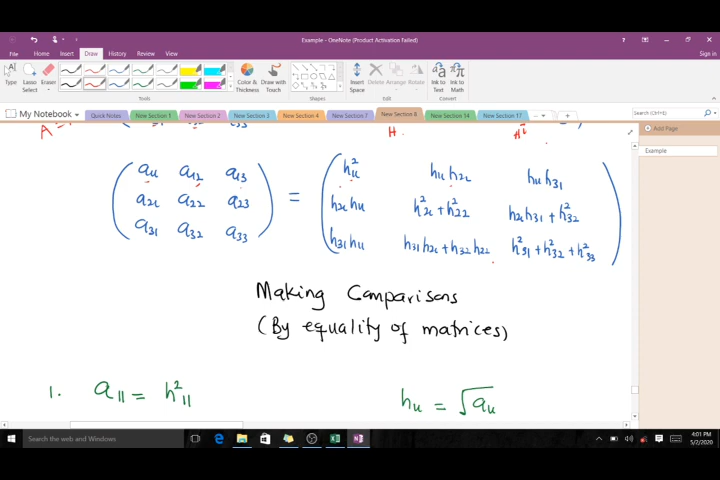 Example - OneNote (Product Activation Failed)
File Home Insert Draw History Review View Sign in
Type Lasso Select Eraser Color & Thickness Draw with Touch Insert Space Delete Arrange Rotate Ink to Text Ink to Math
Tools Shapes Edit Convert
My Notebook Quick Notes New Section 1 New Section 2 New Section 3 New Section 4 New Section 7 New Section 8 New Section 14 New Section 17 Search (Ctrl+E)
Add Page
Example
a₁₁ a₁₂ a₁₃ = h²₁₁ h₁₁h₂₂ h₁₁h₃₁
a₂₁ a₂₂ a₂₃ h₂₁h₁₁ h²₂₁+h²₂₂ h₂₁h₃₁+h²₃₂
a₃₁ a₃₂ a₃₃ h₃₁h₁₁ h₃₁h₂₁+h₃₂h₂₂ h²₃₁+h²₃₂+h²₃₃
Making Comparisons
(By equality of matrices)
1. a₁₁ = h²₁₁ h₁₁ = √a₁₁
Search the web and Windows
4:01 PM
5/2/2020